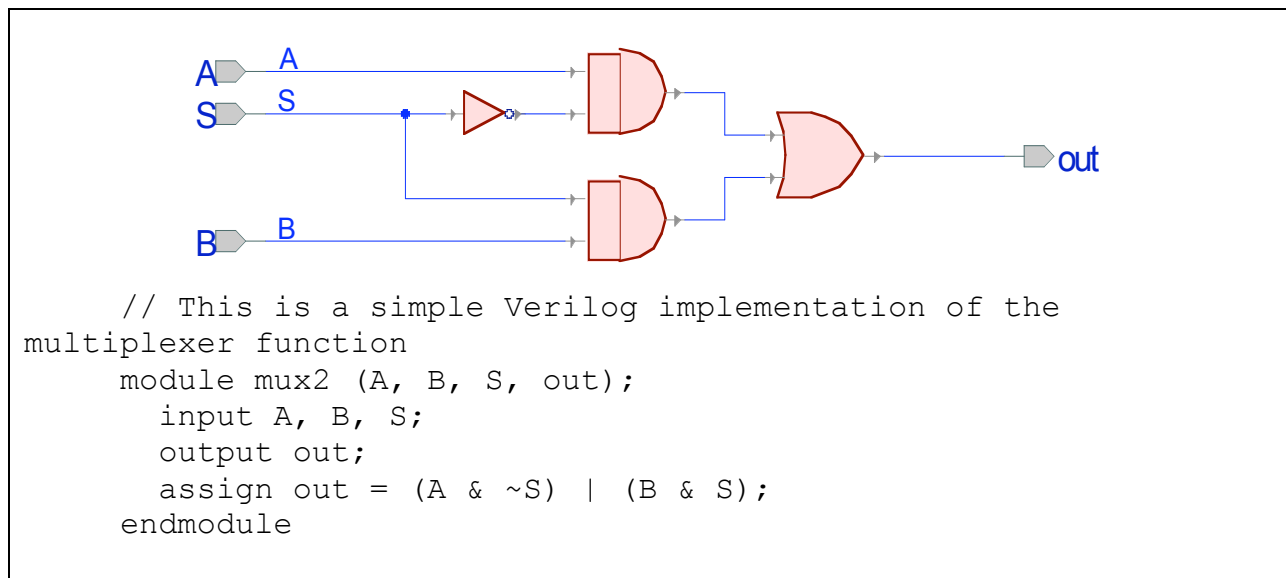 A A
S S
out
B B
// This is a simple Verilog implementation of the
multiplexer function
module mux2 (A, B, S, out);
input A, B, S;
output out;
assign out = (A & ~S) | (B & S);
endmodule